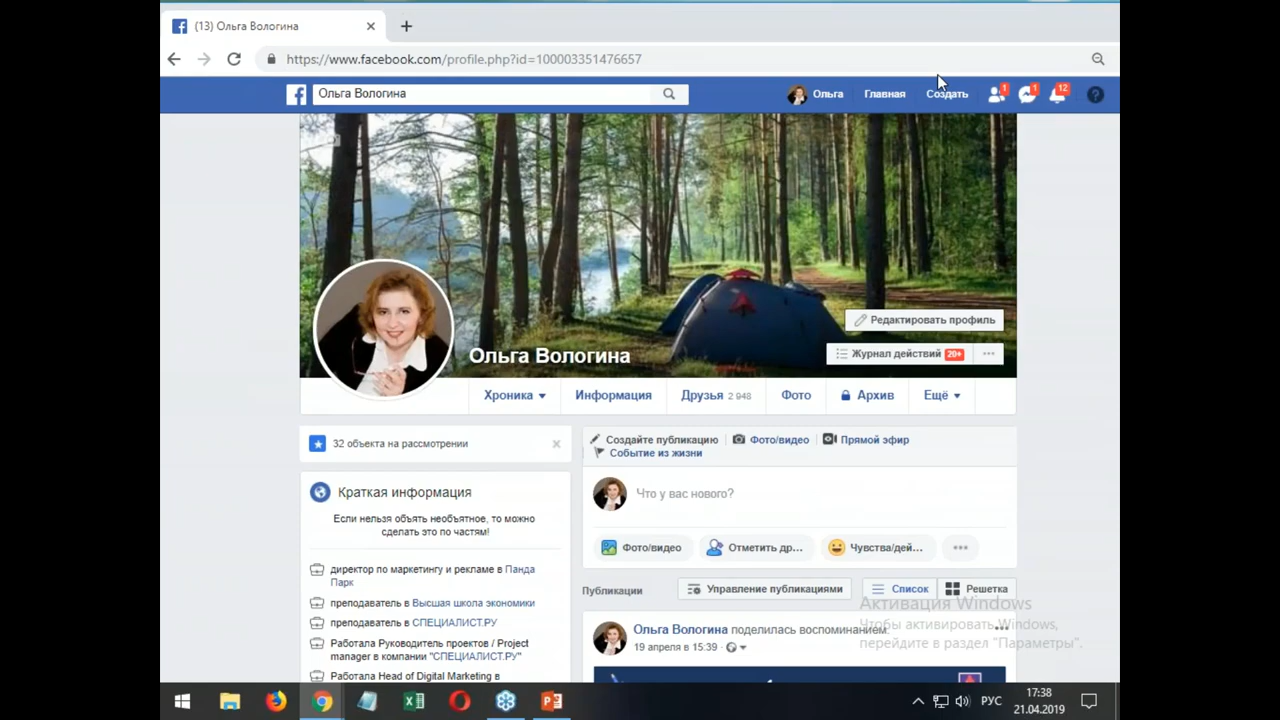 (13) Ольга Вологина
https://www.facebook.com/profile.php?id=100003351476657
Ольга Вологина
Ольга
Главная
Создать
1
1
12
Редактировать профиль
Ольга Вологина
Журнал действий 20+
Хроника
Информация
Друзья 2 948
Фото
Архив
Ещё
32 объекта на рассмотрении
Создайте публикацию
Фото/видео
Прямой эфир
Событие из жизни
Что у вас нового?
Фото/видео
Отметить др...
Чувства/дей...
Краткая информация
Если нельзя объять необъятное, то можно
сделать это по частям!
директор по маркетингу и рекламе в Панда
Парк
преподаватель в Высшая школа экономики
преподаватель в СПЕЦИАЛИСТ.РУ
Работала Руководитель проектов / Project
manager в компании "СПЕЦИАЛИСТ.РУ"
Работала Head of Digital Marketing в
Публикации
Управление публикациями
Список
Решетка
Ольга Вологина поделилась воспоминанием.
19 апреля в 15:39
Активация Windows
Чтобы активировать Windows,
перейдите в раздел "Параметры".
РУС
17:38
21.04.2019